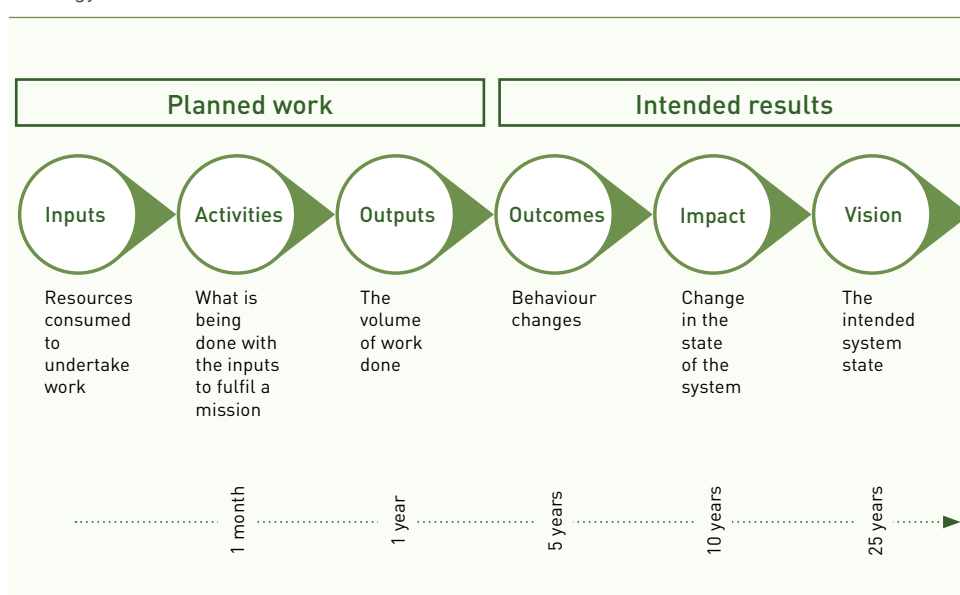 Planned work
Intended results
Inputs
Activities
Outputs
Outcomes
Impact
Vision
Resources
consumed
to
undertake
work
What is
being
done with
the inputs
to fulfil a
mission
The
volume
of work
done
Behaviour
changes
Change
in the
state
of the
system
The
intended
system
state
1 month
1 year
5 years
10 years
25 years